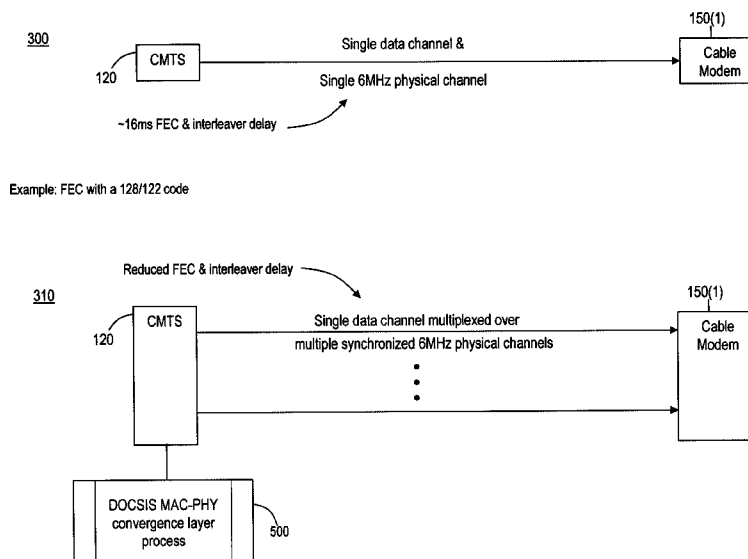 300
120
CMTS
Single data channel &
Single 6MHz physical channel
150(1)
Cable
Modem
~16ms FEC & interleaver delay
Example: FEC with a 128/122 code
Reduced FEC & interleaver delay
310
120
CMTS
Single data channel multiplexed over
multiple synchronized 6MHz physical channels
150(1)
Cable
Modem
DOCSIS MAC-PHY
convergence layer
process
500